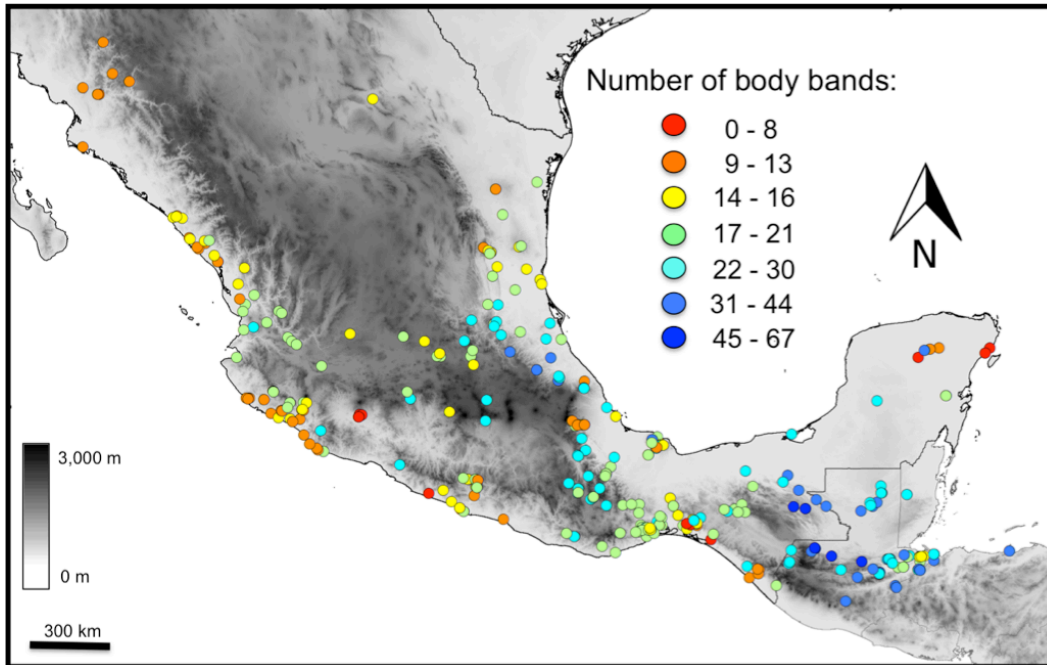 Number of body bands:
0 - 8
9 - 13
14 - 16
17 - 21
22 - 30
31 - 44
45 - 67
N
3,000 m
0 m
300 km